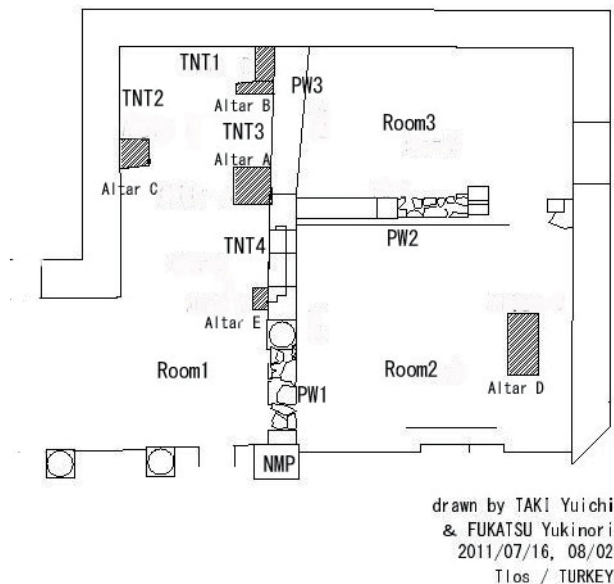 TNT1
TNT2
PW3
Altar B
TNT3
Room3
Altar A
Altar C
PW2
TNT4
Altar E
Room1
PW1
Room2
Altar D
NMP
drawn by TAKI Yuichi
& FUKATSU Yukinori
2011/07/16, 08/02
Tlos / TURKEY